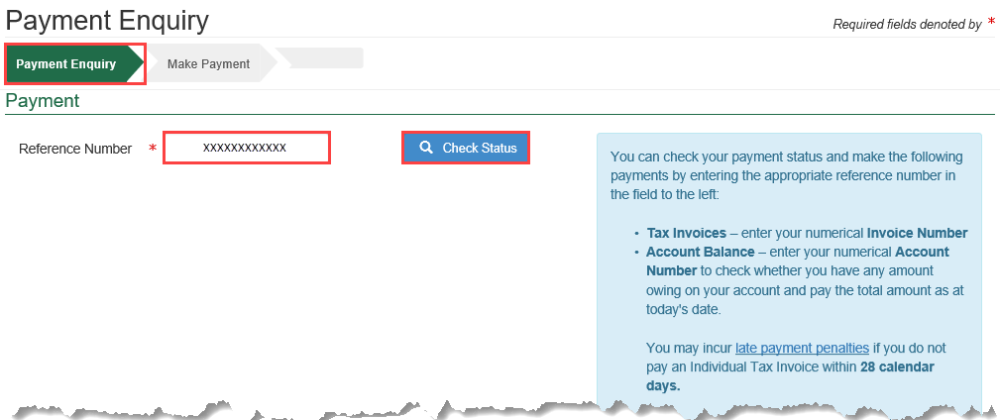 Payment Enquiry
Required fields denoted by *
Payment Enquiry
Make Payment
Payment
Reference Number *
XXXXXXXXXXXX
Check Status
You can check your payment status and make the following
payments by entering the appropriate reference number in
the field to the left:
• Tax Invoices – enter your numerical Invoice Number
• Account Balance – enter your numerical Account
Number to check whether you have any amount
owing on your account and pay the total amount as at
today's date.
You may incur late payment penalties if you do not
pay an Individual Tax Invoice within 28 calendar
days.